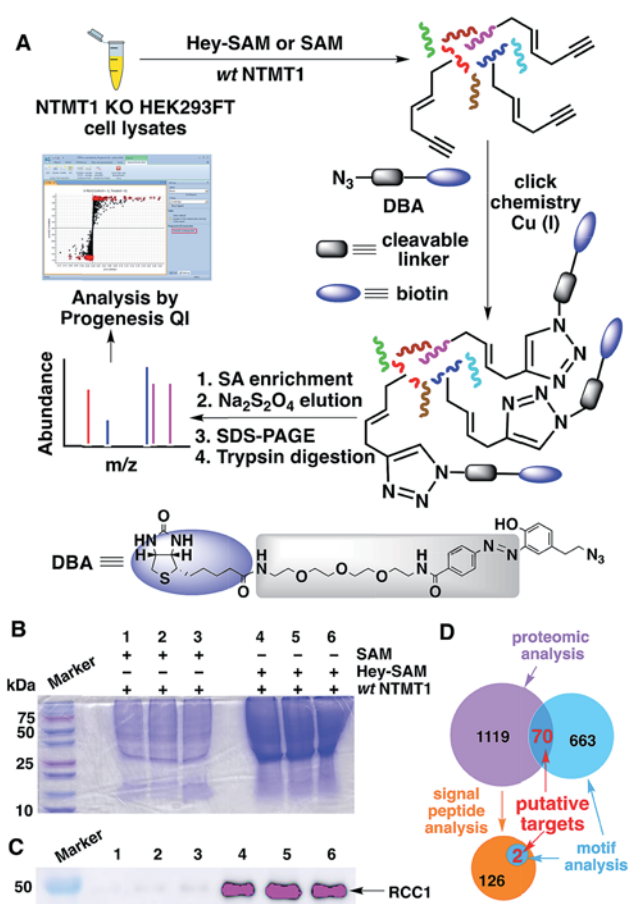 A
Hey-SAM or SAM
wt NTMT1
NTMT1 KO HEK293FT
cell lysates
N3
DBA
click
chemistry
Cu (I)
cleavable
linker
biotin
Analysis by
Progenesis QI
Abundance
m/z
1. SA enrichment
2. Na2S2O4 elution
3. SDS-PAGE
4. Trypsin digestion
N
N
N
N
N
N
N
N
N
DBA
O
HN
NH
H
H
S
O
H
N
O
O
O
H
N
O
N
N
HO
N3
B
Marker
1 2 3 4 5 6
+ + + – – – SAM
– – – + + + Hey-SAM
+ + + + + + wt NTMT1
kDa
75
50
25
10
C
Marker
1 2 3 4 5 6
50
RCC1
D
proteomic
analysis
1119
70
663
signal
peptide
analysis
putative
targets
motif
analysis
2
126